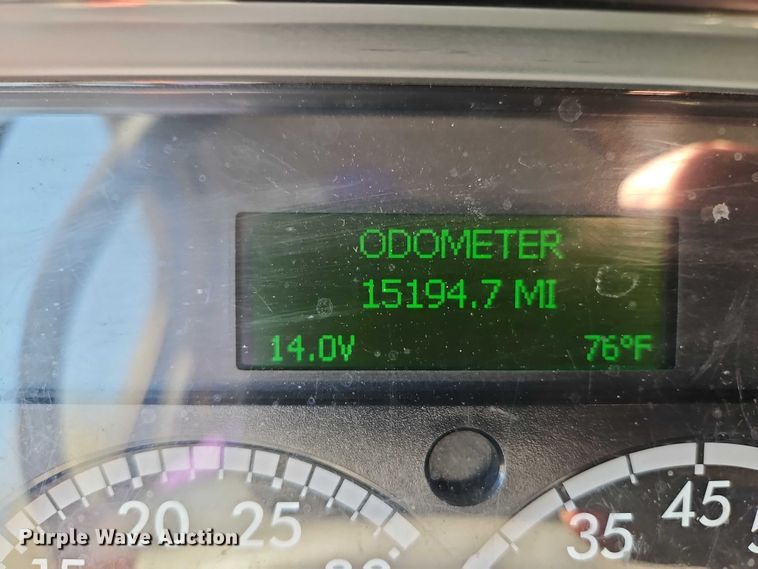 ODOMETER
15194.7 MI
14.0V 76°F
20 25
35 45
Purple Wave Auction